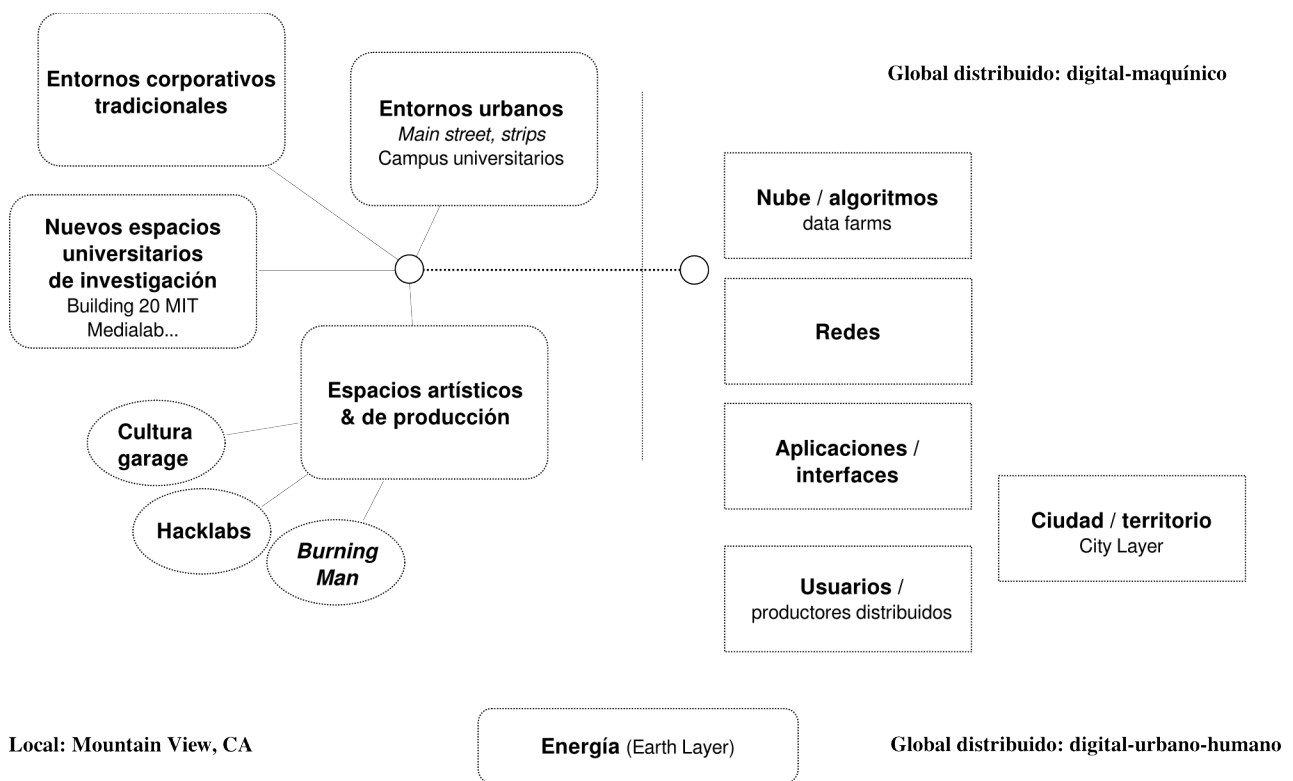 Entornos corporativos
tradicionales
Entornos urbanos
Main street, strips
Campus universitarios
Global distribuido: digital-maquínico
Nuevos espacios
universitarios
de investigación
Building 20 MIT
Medialab...
Nube / algoritmos
data farms
Redes
Espacios artísticos
& de producción
Cultura
garage
Hacklabs
Burning
Man
Aplicaciones /
interfaces
Ciudad / territorio
City Layer
Usuarios /
productores distribuidos
Local: Mountain View, CA
Energía (Earth Layer)
Global distribuido: digital-urbano-humano